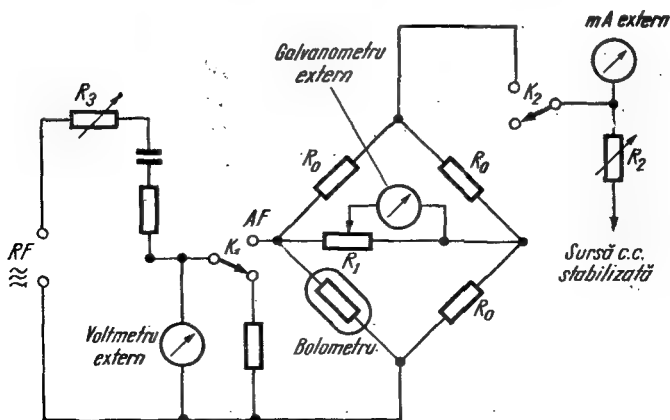 mA extern
Galvanometru
extern
R3
K2
R0
R0
R2
RF
AF
K1
R1
R0
Sursă c.c.
stabilizată
Voltmetru
extern
Bolometru